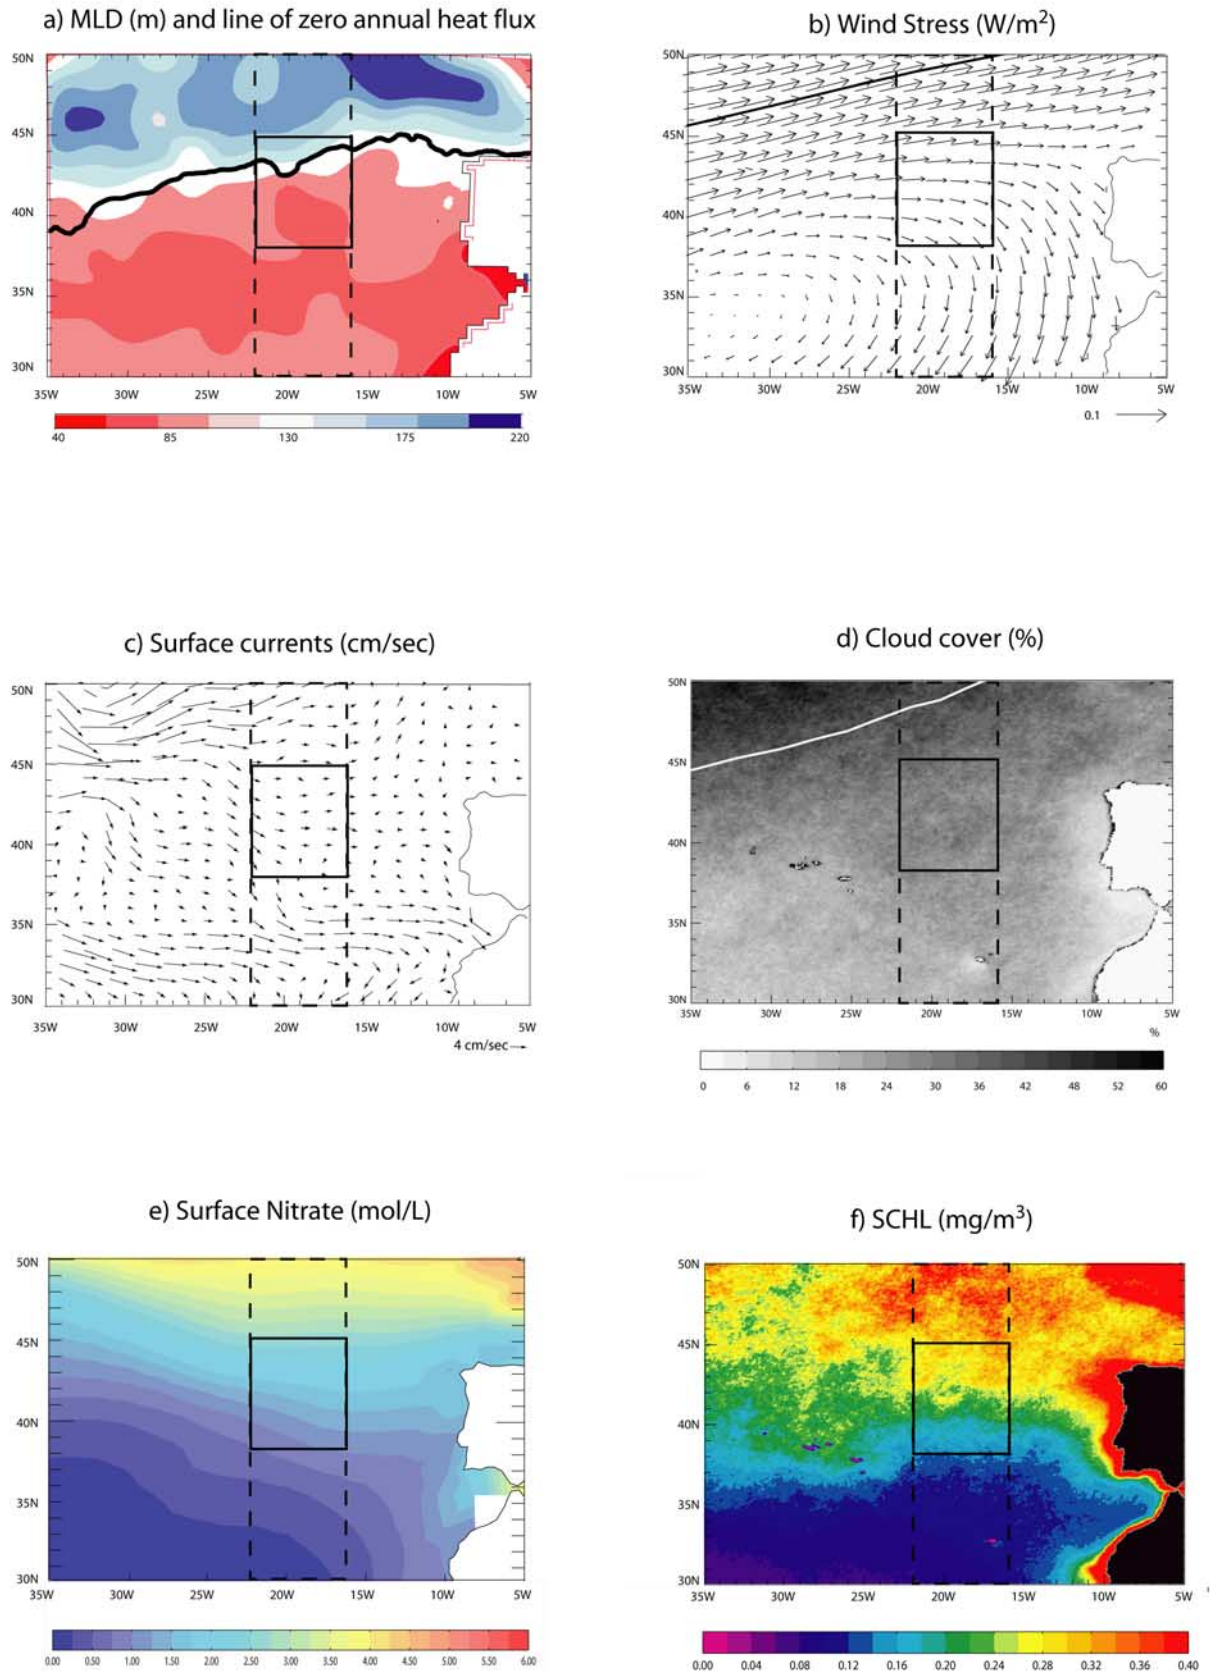 a) MLD (m) and line of zero annual heat flux
50N
45N
40N
35N
30N
35W 30W 25W 20W 15W 10W 5W
40 85 130 175 220
b) Wind Stress (W/m²)
50N
45N
40N
35N
30N
35W 30W 25W 20W 15W 10W 5W
0.1
c) Surface currents (cm/sec)
50N
45N
40N
35N
30N
35W 30W 25W 20W 15W 10W 5W
4 cm/sec
d) Cloud cover (%)
50N
45N
40N
35N
30N
35W 30W 25W 20W 15W 10W 5W
%
0 6 12 18 24 30 36 42 48 52 60
e) Surface Nitrate (mol/L)
50N
45N
40N
35N
30N
35W 30W 25W 20W 15W 10W 5W
0.00 0.50 1.00 1.50 2.00 2.50 3.00 3.50 4.00 4.50 5.00 5.50 6.00
f) SCHL (mg/m³)
50N
45N
40N
35N
30N
35W 30W 25W 20W 15W 10W 5W
0.00 0.04 0.08 0.12 0.16 0.20 0.24 0.28 0.32 0.36 0.40